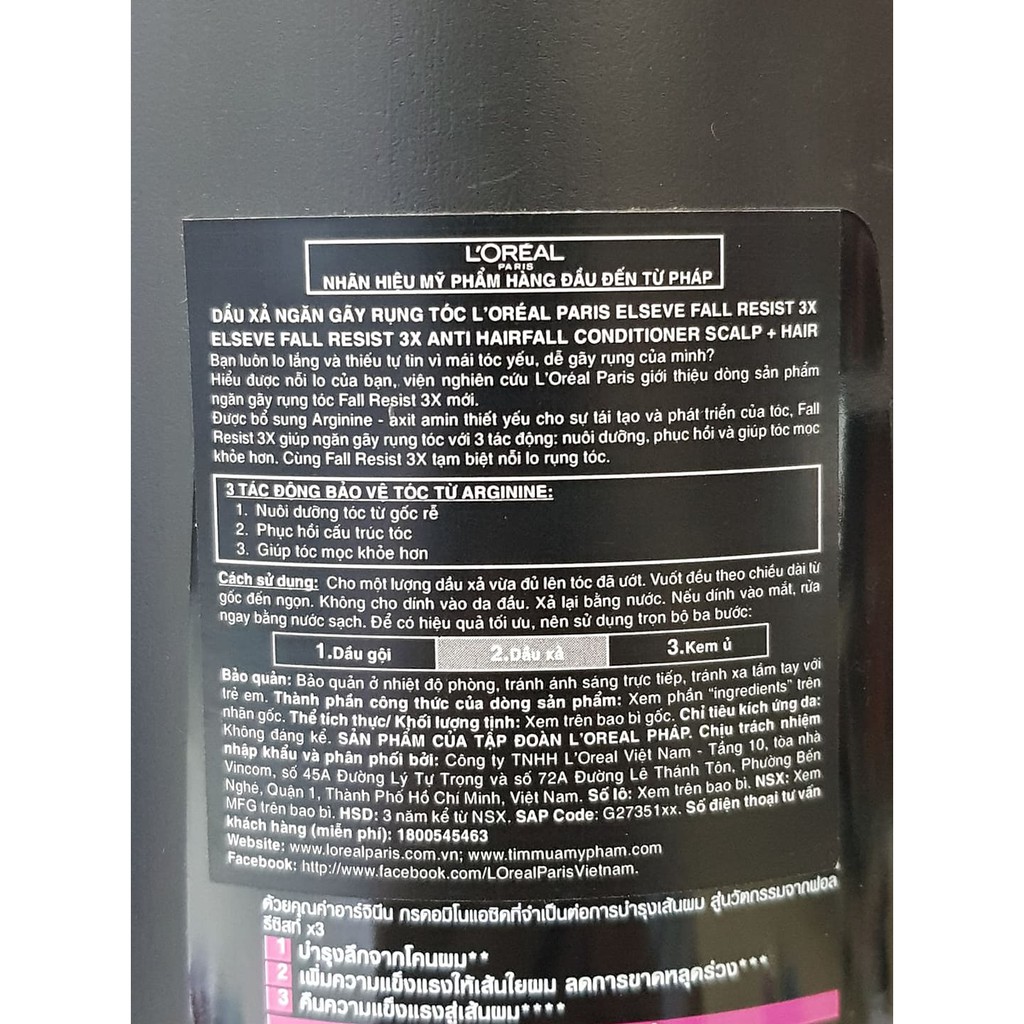 L'ORÉAL
PARIS
NHÃN HIỆU MỸ PHẨM HÀNG ĐẦU ĐẾN TỪ PHÁP
DẦU XẢ NGĂN GÃY RỤNG TÓC L'ORÉAL PARIS ELSEVE FALL RESIST 3X
ELSEVE FALL RESIST 3X ANTI HAIRFALL CONDITIONER SCALP + HAIR
Bạn luôn lo lắng và thiếu tự tin vì mái tóc yếu, dễ gãy rụng của mình?
Hiểu được nỗi lo của bạn, viện nghiên cứu L'Oréal Paris giới thiệu dòng sản phẩm
ngăn gãy rụng tóc Fall Resist 3X mới.
Được bổ sung Arginine - axit amin thiết yếu cho sự tái tạo và phát triển của tóc, Fall
Resist 3X giúp ngăn gãy rụng tóc với 3 tác động: nuôi dưỡng, phục hồi và giúp tóc mọc
khỏe hơn. Cùng Fall Resist 3X tạm biệt nỗi lo rụng tóc.
3 TÁC ĐỘNG BẢO VỆ TÓC TỪ ARGININE:
1. Nuôi dưỡng tóc từ gốc rễ
2. Phục hồi cấu trúc tóc
3. Giúp tóc mọc khỏe hơn
Cách sử dụng: Cho một lượng dầu xả vừa đủ lên tóc đã ướt. Vuốt đều theo chiều dài từ
gốc đến ngọn. Không cho dính vào da đầu. Xả lại bằng nước. Nếu dính vào mắt, rửa
ngay bằng nước sạch. Để có hiệu quả tối ưu, nên sử dụng trọn bộ ba bước:
1.Dầu gội 2.Dầu xả 3.Kem ủ
Bảo quản: Bảo quản ở nhiệt độ phòng, tránh ánh sáng trực tiếp, tránh xa tầm tay với
trẻ em. Thành phần công thức của dòng sản phẩm: Xem phần "ingredients" trên
nhãn gốc. Thể tích thực/ Khối lượng tịnh: Xem trên bao bì gốc. Chỉ tiêu kích ứng da:
Không đáng kể. SẢN PHẨM CỦA TẬP ĐOÀN L'OREAL PHÁP. Chịu trách nhiệm
nhập khẩu và phân phối bởi: Công ty TNHH L'Oreal Việt Nam - Tầng 10, tòa nhà
Vincom, số 45A Đường Lý Tự Trọng và số 72A Đường Lê Thánh Tôn, Phường Bến
Nghé, Quận 1, Thành Phố Hồ Chí Minh, Việt Nam. Số lô: Xem trên bao bì. NSX: Xem
MFG trên bao bì. HSD: 3 năm kể từ NSX. SAP Code: G27351xx. Số điện thoại tư vấn
khách hàng (miễn phí): 1800545463
Website: www.lorealparis.com.vn; www.timmuamypham.com
Facebook: http://www.facebook.com/LOrealParisVietnam.
ด้วยคุณค่าอาร์จินีน กรดอมิโนแอซิดที่จำเป็นต่อการบำรุงเส้นผม สู่นวัตกรรมจากฟอล
รีซิสท์ x3
1 บำรุงลึกจากโคนผม**
2 เพิ่มความแข็งแรงให้เส้นใยผม ลดการขาดหลุดร่วง***
3 คืนความแข็งแรงสู่เส้นผม****